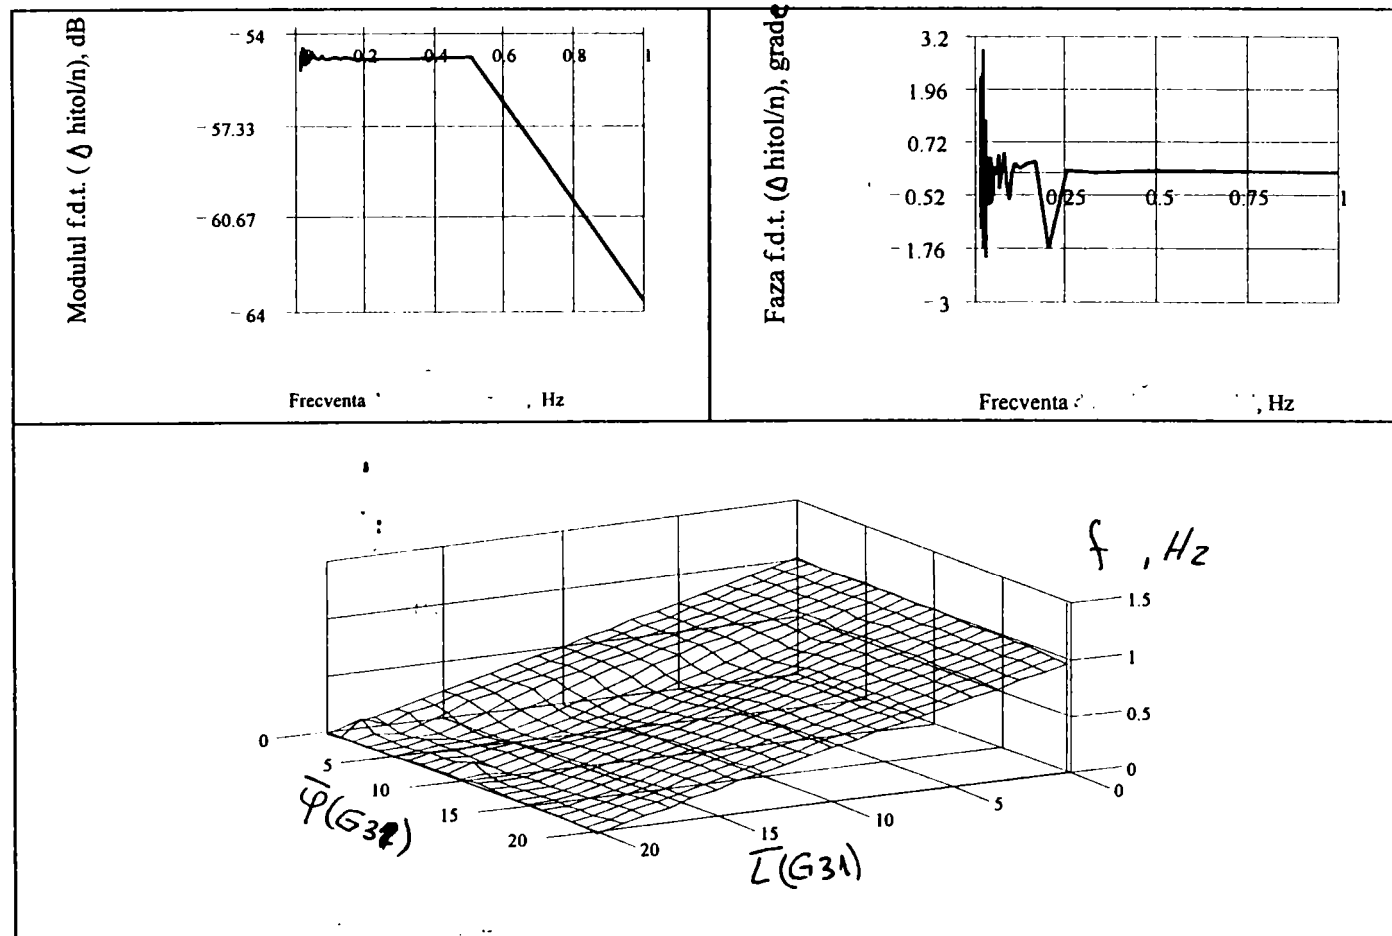 Modulul f.d.t. ( Δ hitol/n), dB
- 54
0.2 0.4 0.6 0.8 1
- 57.33
- 60.67
- 64
Frecventa , Hz
Faza f.d.t. (Δ hitol/n), grade
3.2
1.96
0.72
- 0.52
0.25 0.5 0.75 1
- 1.76
- 3
Frecventa , Hz
f , Hz
1.5
1
0.5
0
0
5
10
15
20
φ̅(G32)
0
5
10
15
20
L̅(G31)